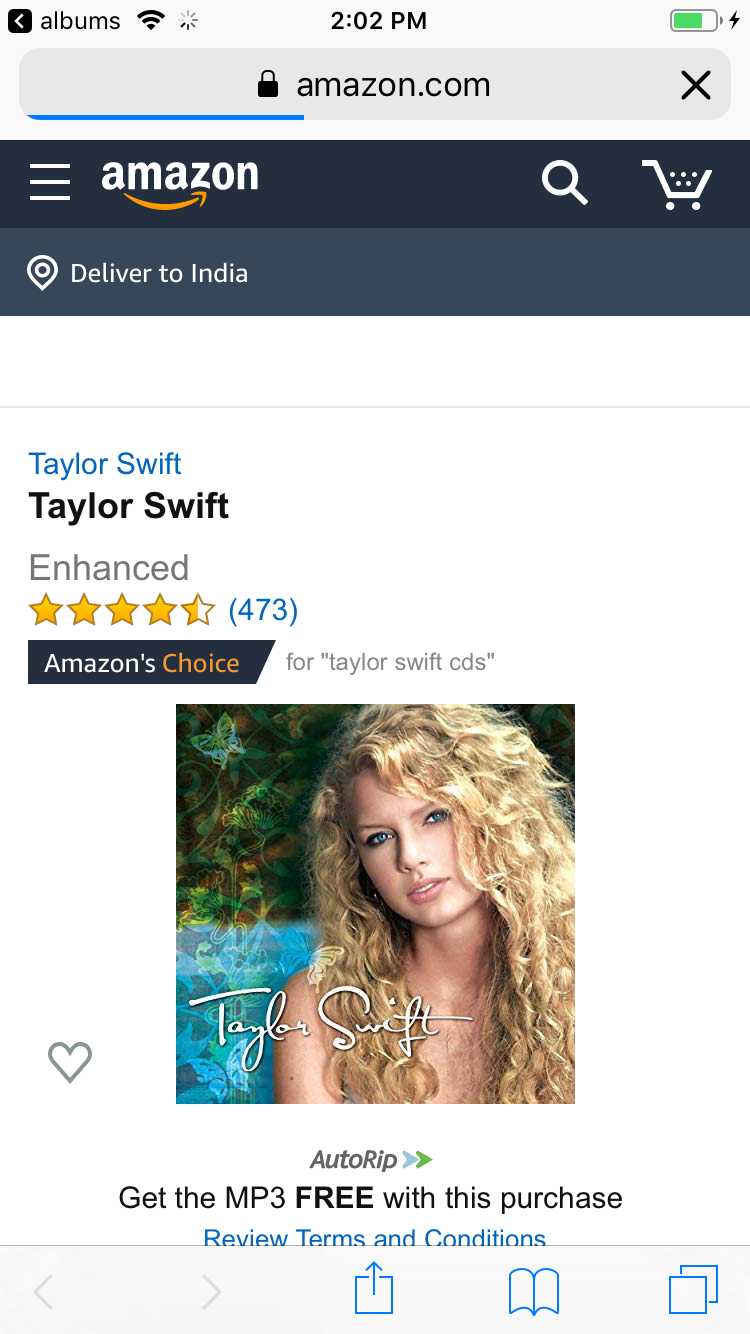 albums 2:02 PM
amazon.com
amazon
Deliver to India
Taylor Swift
Taylor Swift
Enhanced
(473)
Amazon's Choice for "taylor swift cds"
Taylor Swift
AutoRip
Get the MP3 FREE with this purchase
Review Terms and Conditions